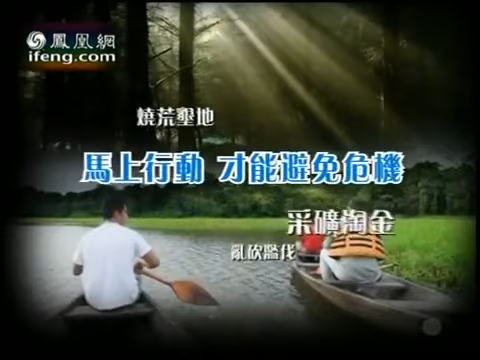 鳳凰網
ifeng.com
燒荒墾地
馬上行動 才能避免危機
采礦淘金
亂砍濫伐